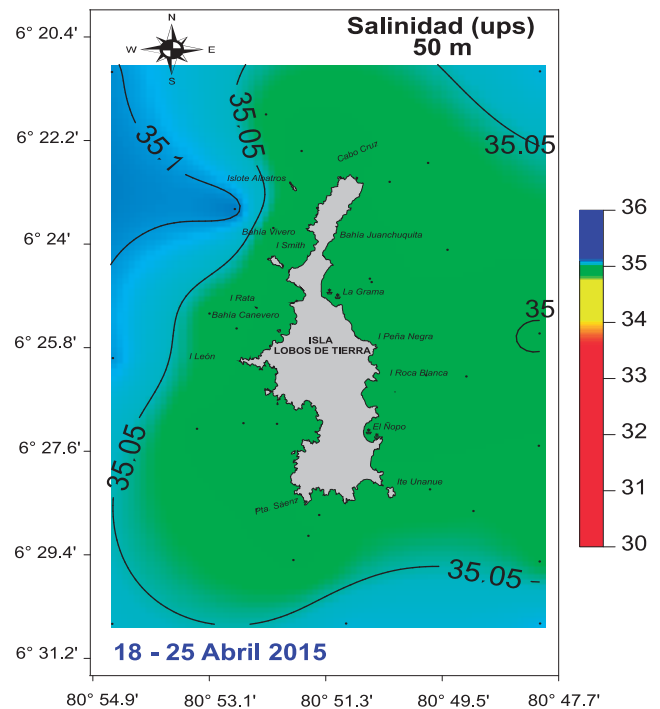 Salinidad (ups)
50 m
N
W
E
S
6° 20.4'
6° 22.2'
6° 24'
6° 25.8'
6° 27.6'
6° 29.4'
6° 31.2'
35.1
35.05
35.05
35
35.05
35.05
Cabo Cruz
Islote Albatros
Bahía Vivero
I Smith
Bahía Juanchuquita
La Grama
I Rata
Bahía Canevero
I León
ISLA
LOBOS DE TIERRA
I Peña Negra
I Roca Blanca
El Ñopo
Ite Unanue
Pta. Saenz
36
35
34
33
32
31
30
18 - 25 Abril 2015
80° 54.9'
80° 53.1'
80° 51.3'
80° 49.5'
80° 47.7'